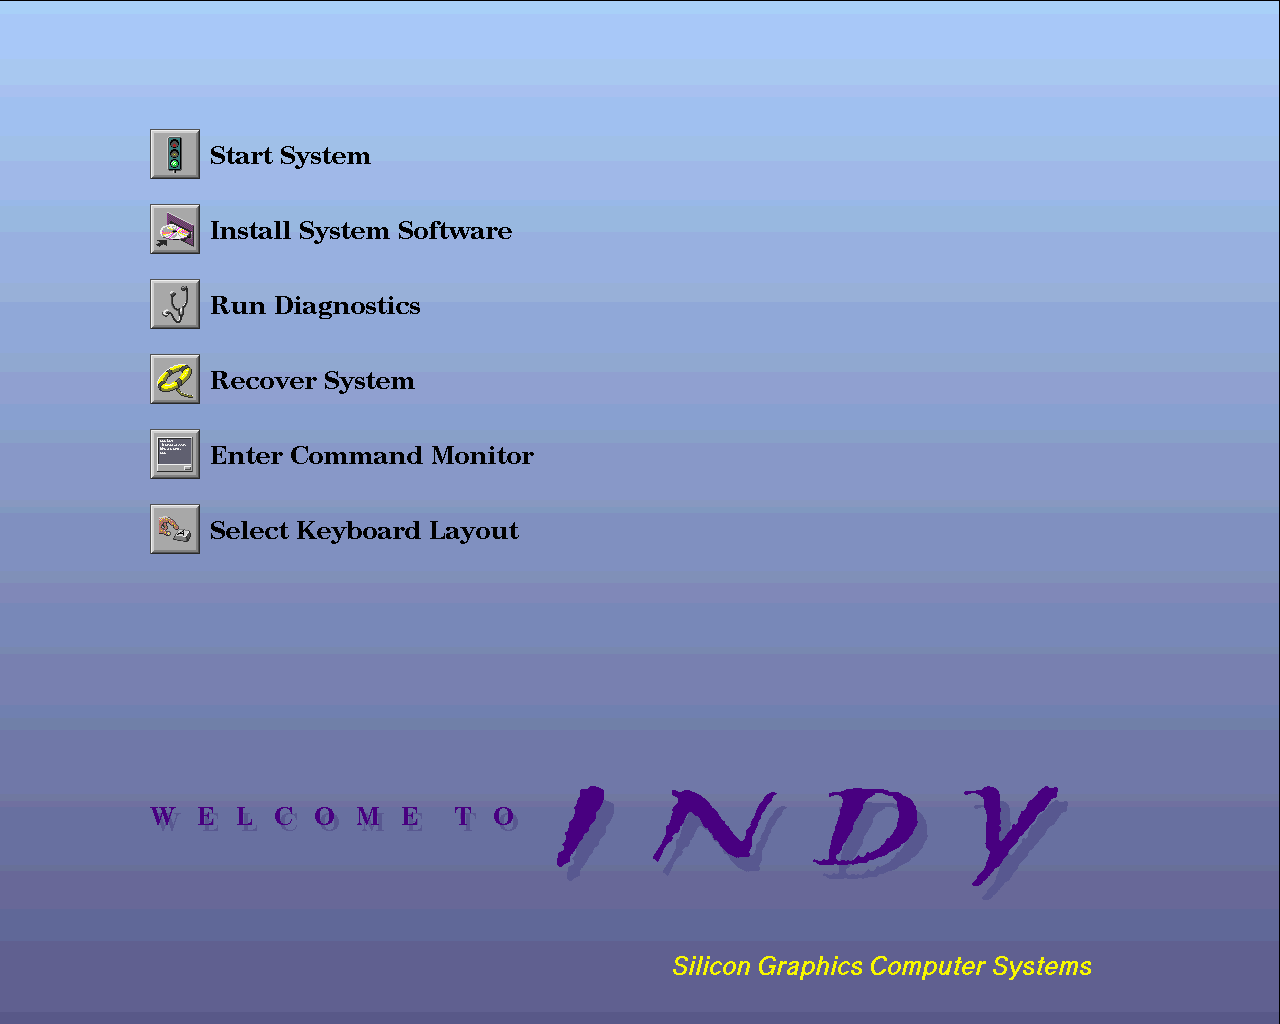 Start System
Install System Software
Run Diagnostics
Recover System
Enter Command Monitor
Select Keyboard Layout
WELCOME TO INDY
Silicon Graphics Computer Systems